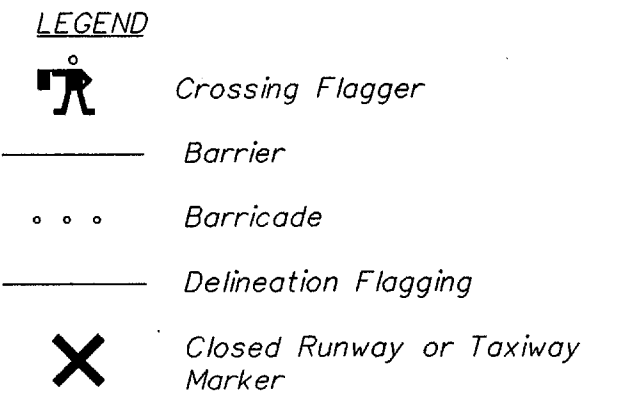 LEGEND
Crossing Flagger
Barrier
Barricade
Delineation Flagging
Closed Runway or Taxiway
Marker